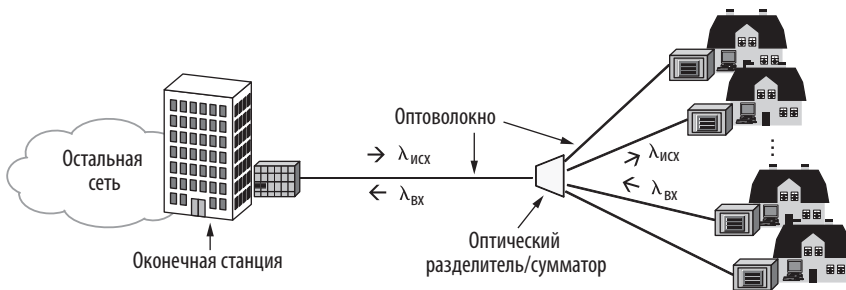 Остальная
сеть
Оконечная станция
Оптоволокно
→ λисх
← λвх
Оптический
разделитель/сумматор
λисх
λвх